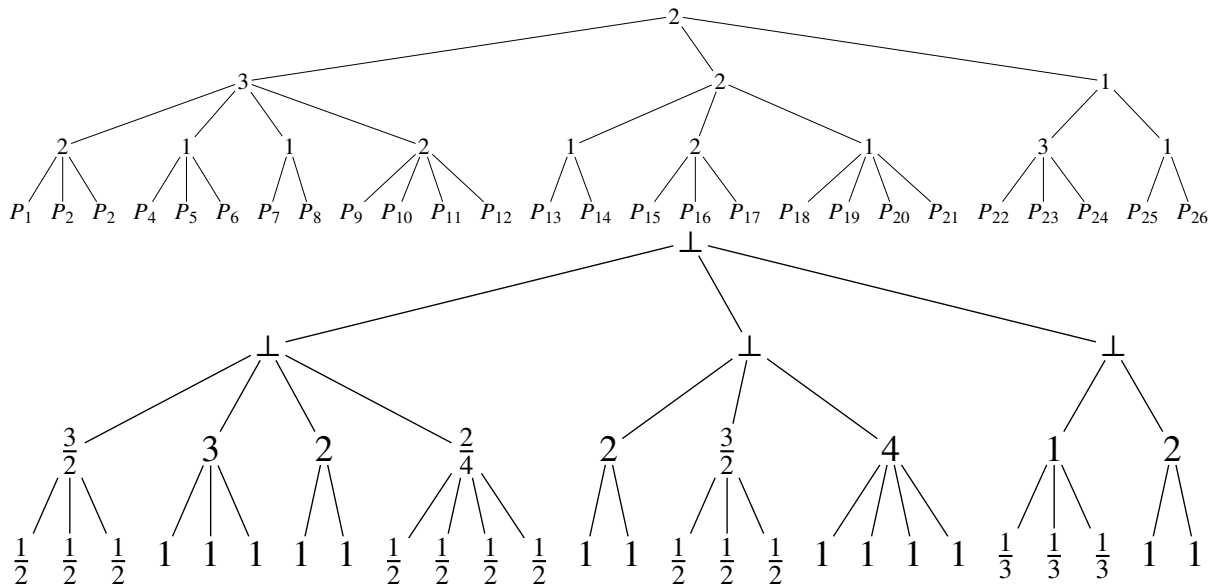 2
3 2 1
2 1 1 2 1 2 1 3 1
P₁ P₂ P₂ P₄ P₅ P₆ P₇ P₈ P₉ P₁₀ P₁₁ P₁₂ P₁₃ P₁₄ P₁₅ P₁₆ P₁₇ P₁₈ P₁₉ P₂₀ P₂₁ P₂₂ P₂₃ P₂₄ P₂₅ P₂₆
⊥
⊥ ⊥ ⊥
3/2 3 2 2/4 2 3/2 4 1 2
1/2 1/2 1/2 1 1 1 1 1 1/2 1/2 1/2 1/2 1 1 1/2 1/2 1/2 1 1 1 1 1/3 1/3 1/3 1 1